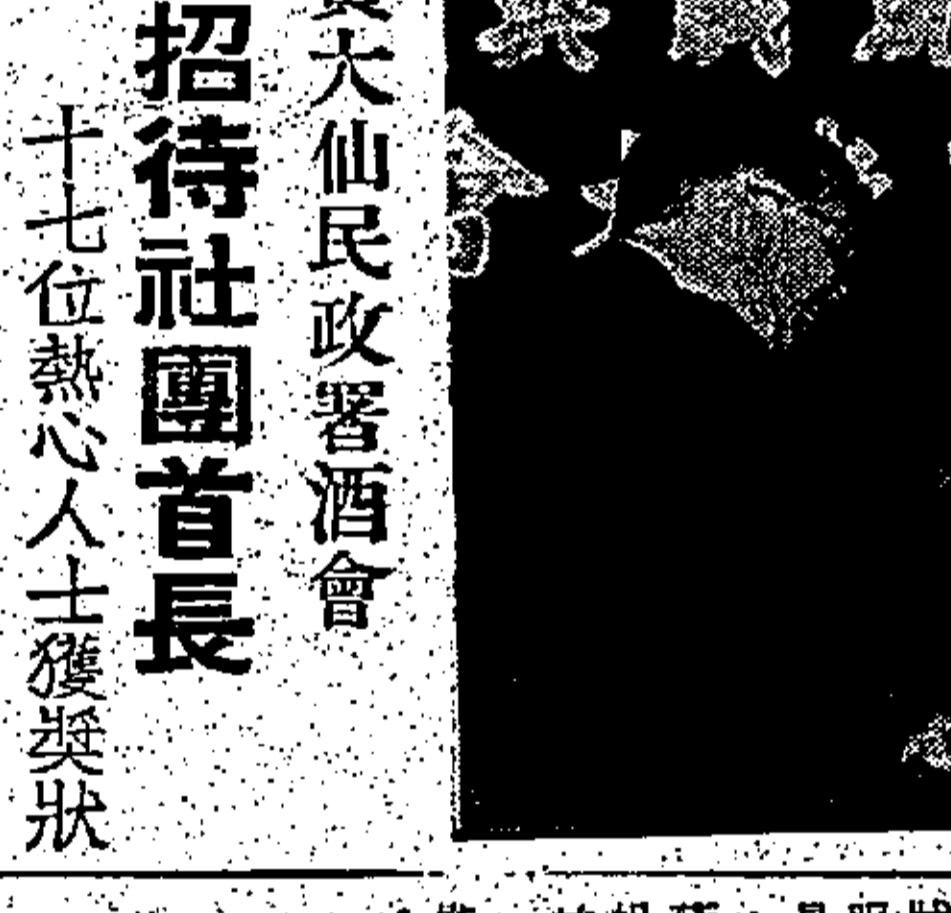 黃大仙民政署酒會
招待社團首長
十七位熱心人士獲獎狀